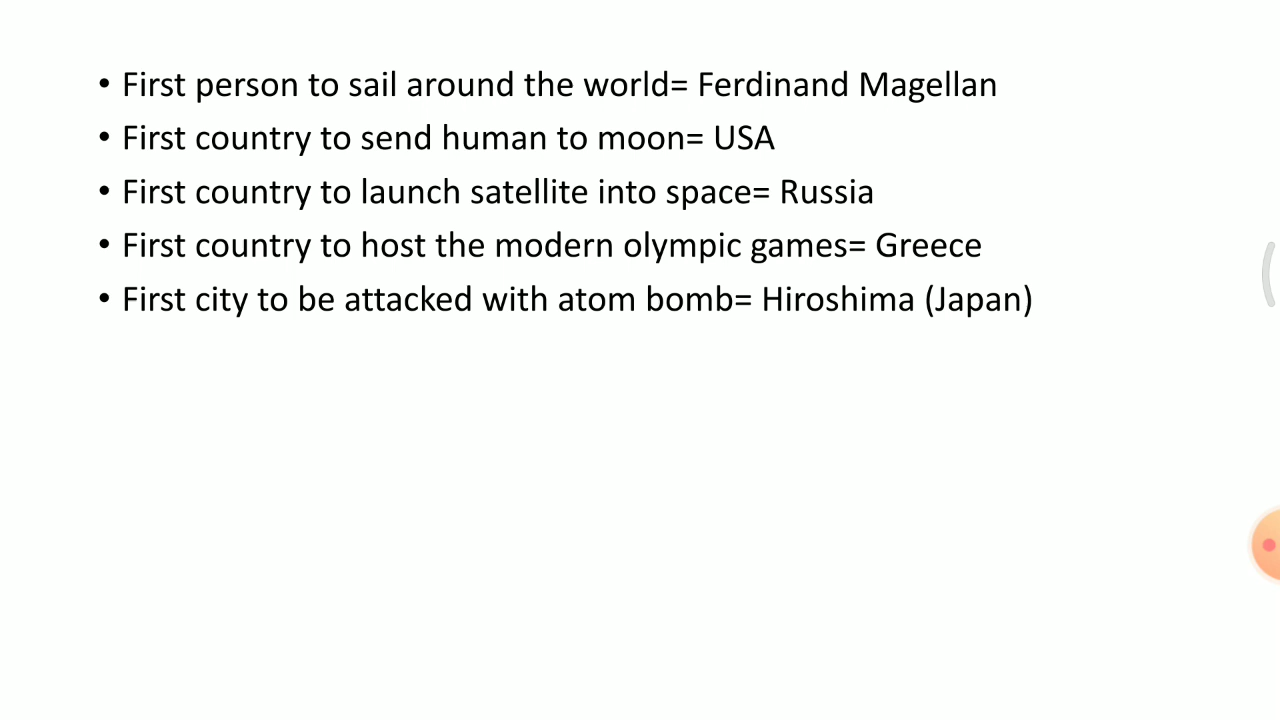 • First person to sail around the world= Ferdinand Magellan
• First country to send human to moon= USA
• First country to launch satellite into space= Russia
• First country to host the modern olympic games= Greece
• First city to be attacked with atom bomb= Hiroshima (Japan)